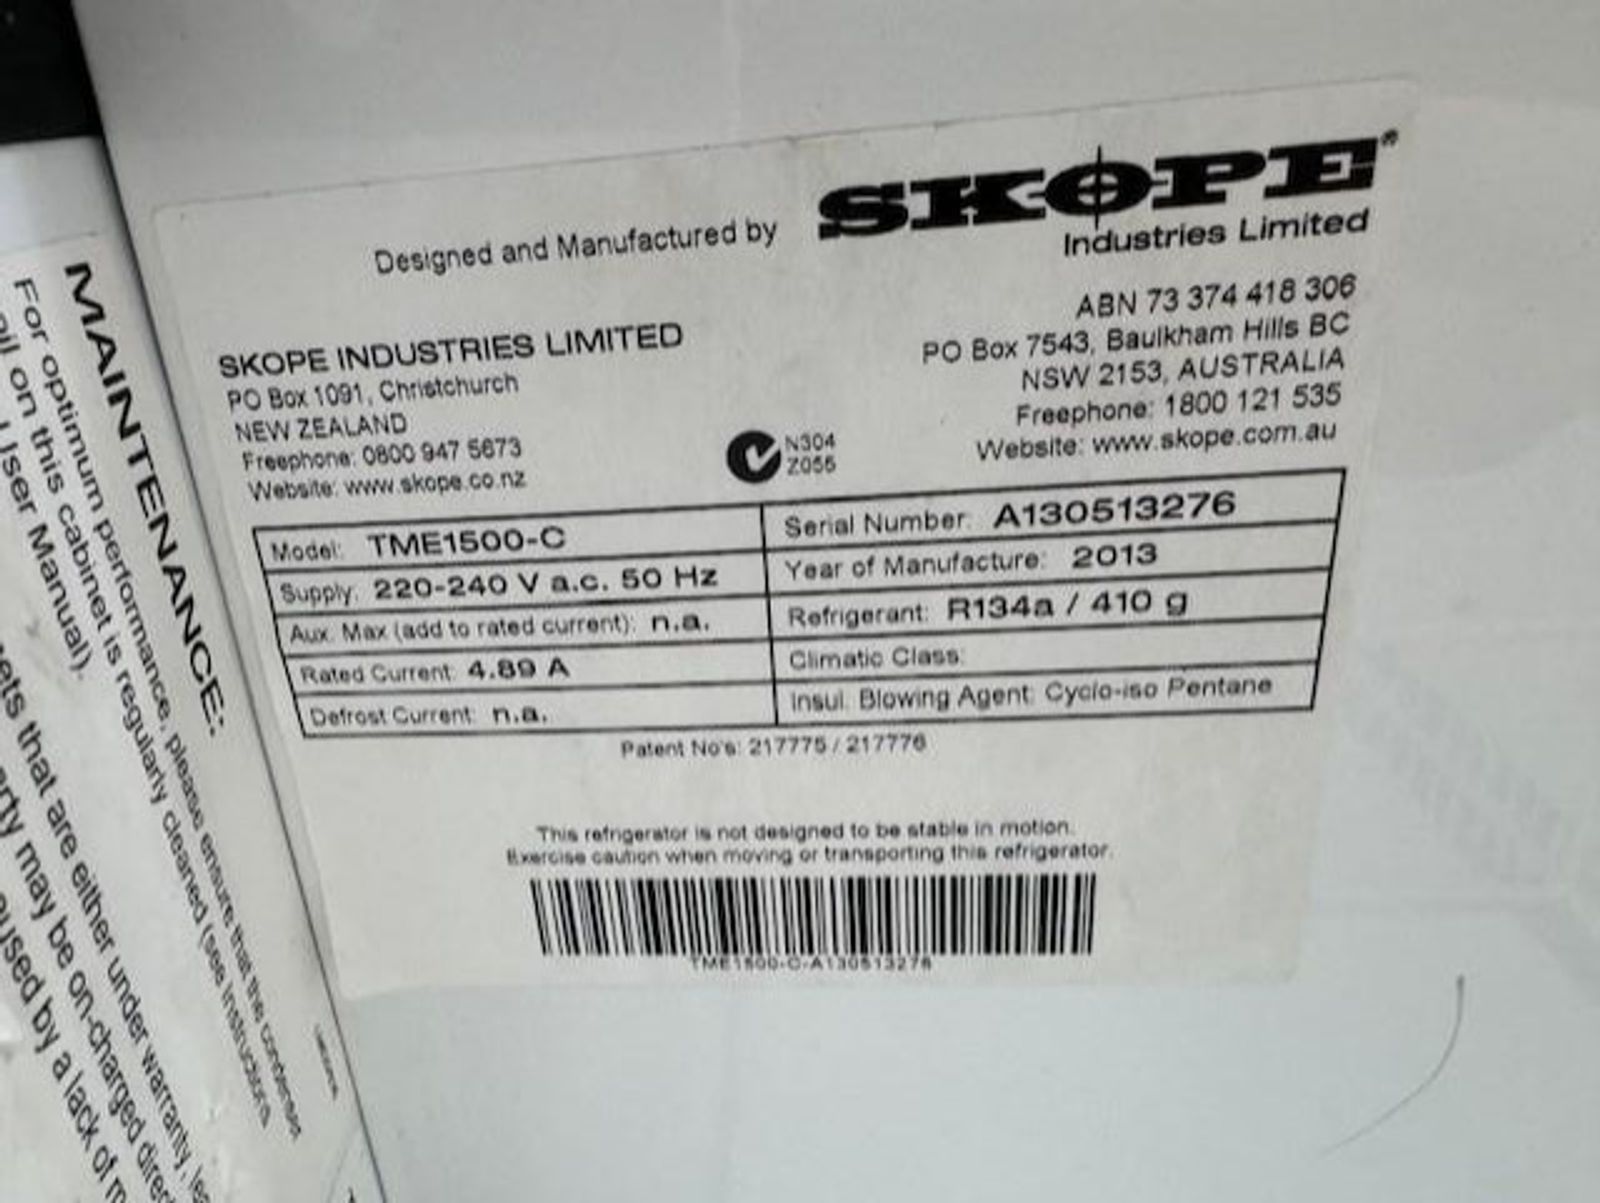 Designed and Manufactured by
SKOPE®
Industries Limited
ABN 73 374 418 306
PO Box 7543, Baulkham Hills BC
NSW 2153, AUSTRALIA
Freephone: 1800 121 535
Website: www.skope.com.au
SKOPE INDUSTRIES LIMITED
PO Box 1091, Christchurch
NEW ZEALAND
Freephone: 0800 947 5673
Website: www.skope.co.nz
N304
Z055
Model: TME1500-C
Serial Number: A130513276
Supply: 220-240 V a.c. 50 Hz
Year of Manufacture: 2013
Aux. Max (add to rated current): n.a.
Refrigerant: R134a / 410 g
Rated Current: 4.89 A
Climatic Class:
Defrost Current: n.a.
Insul. Blowing Agent: Cyclo-iso Pentane
Patent No's: 217775 / 217776
This refrigerator is not designed to be stable in motion.
Exercise caution when moving or transporting this refrigerator.
TME1500-C-A130513276
MAINTENANCE:
For optimum performance, please ensure that the condenser
on this cabinet is regularly cleaned (see instructions
User Manual).
that are either under warranty,
may be on-charged
by a lack of